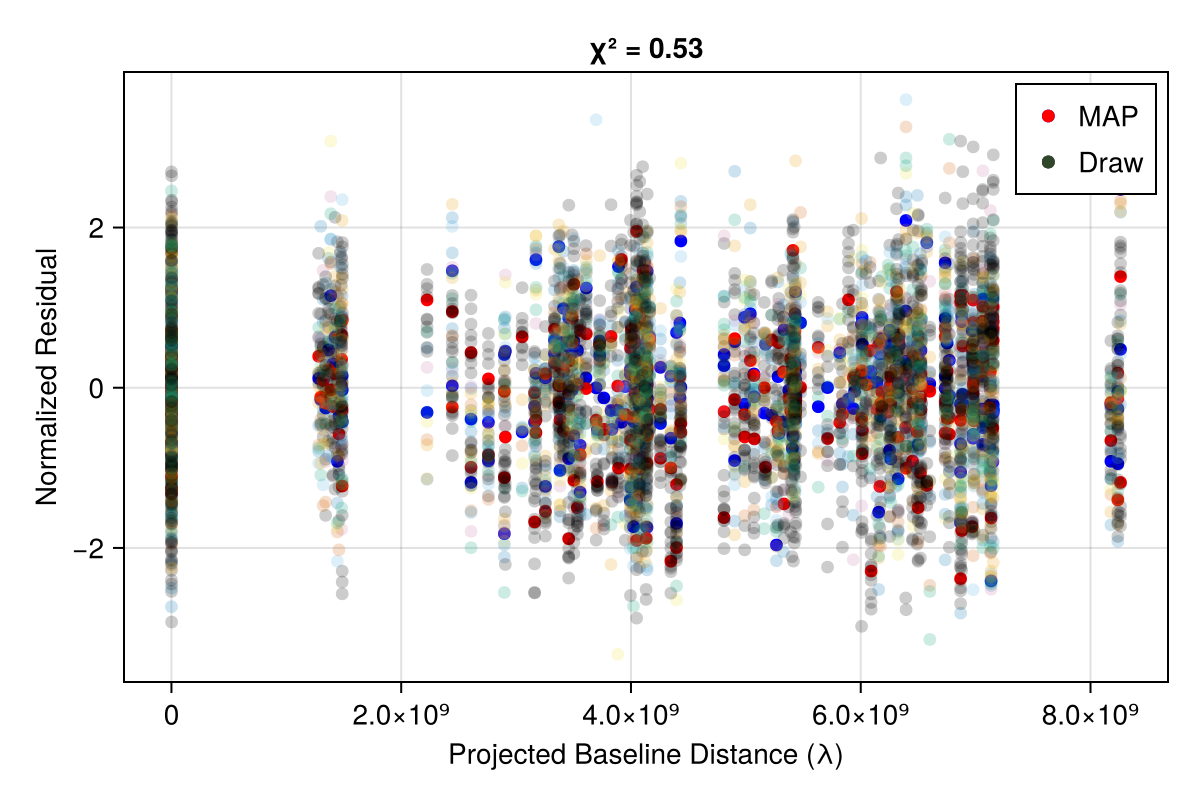 χ² = 0.53
MAP
Draw
Normalized Residual
2
0
−2
0
2.0×10⁹
4.0×10⁹
6.0×10⁹
8.0×10⁹
Projected Baseline Distance (λ)